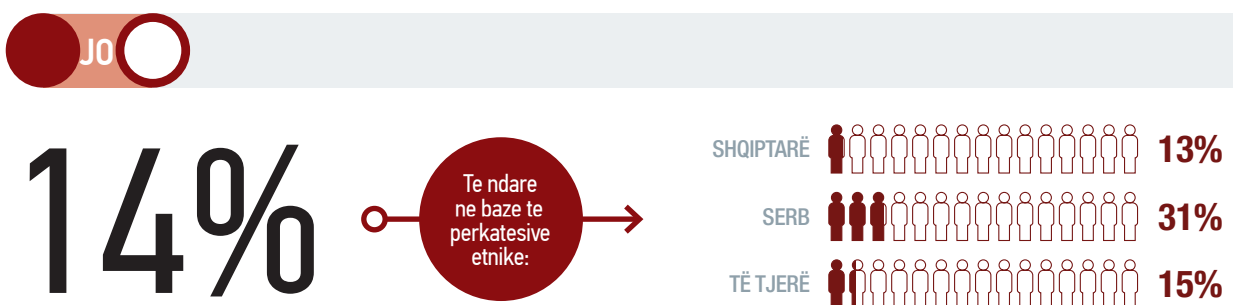 JO
14%
Te ndare
ne baze te
perkatesive
etnike:
SHQIPTARË 13%
SERB 31%
TË TJERË 15%